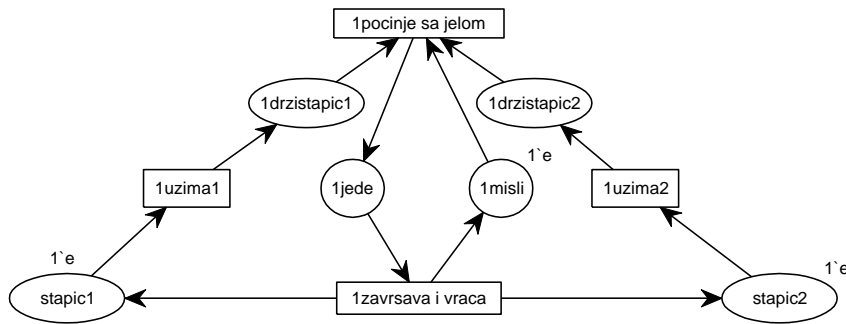 1pocinje sa jelom
1drzistapic1
1drzistapic2
1`e
1uzima1
1jede
1misli
1uzima2
1`e
1`e
stapic1
1zavrsava i vraca
stapic2